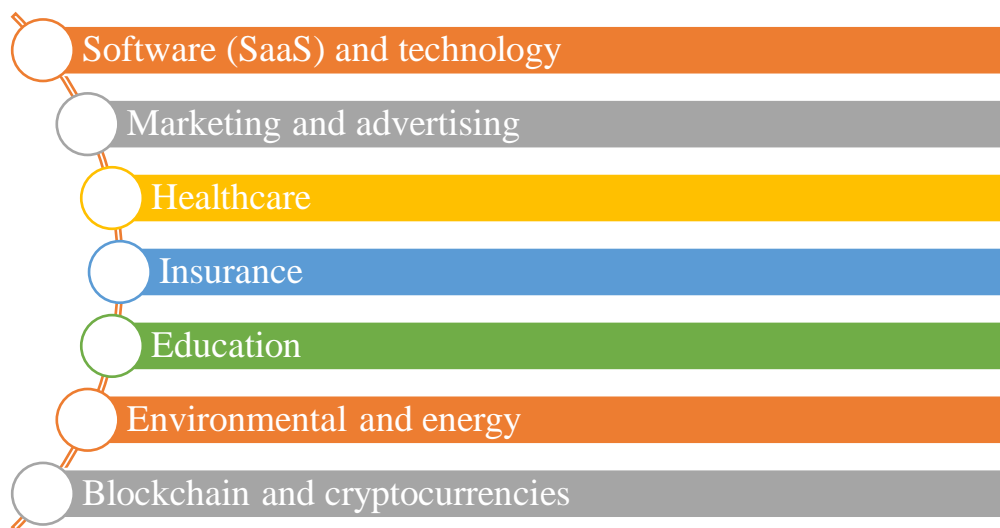 Software (SaaS) and technology
Marketing and advertising
Healthcare
Insurance
Education
Environmental and energy
Blockchain and cryptocurrencies